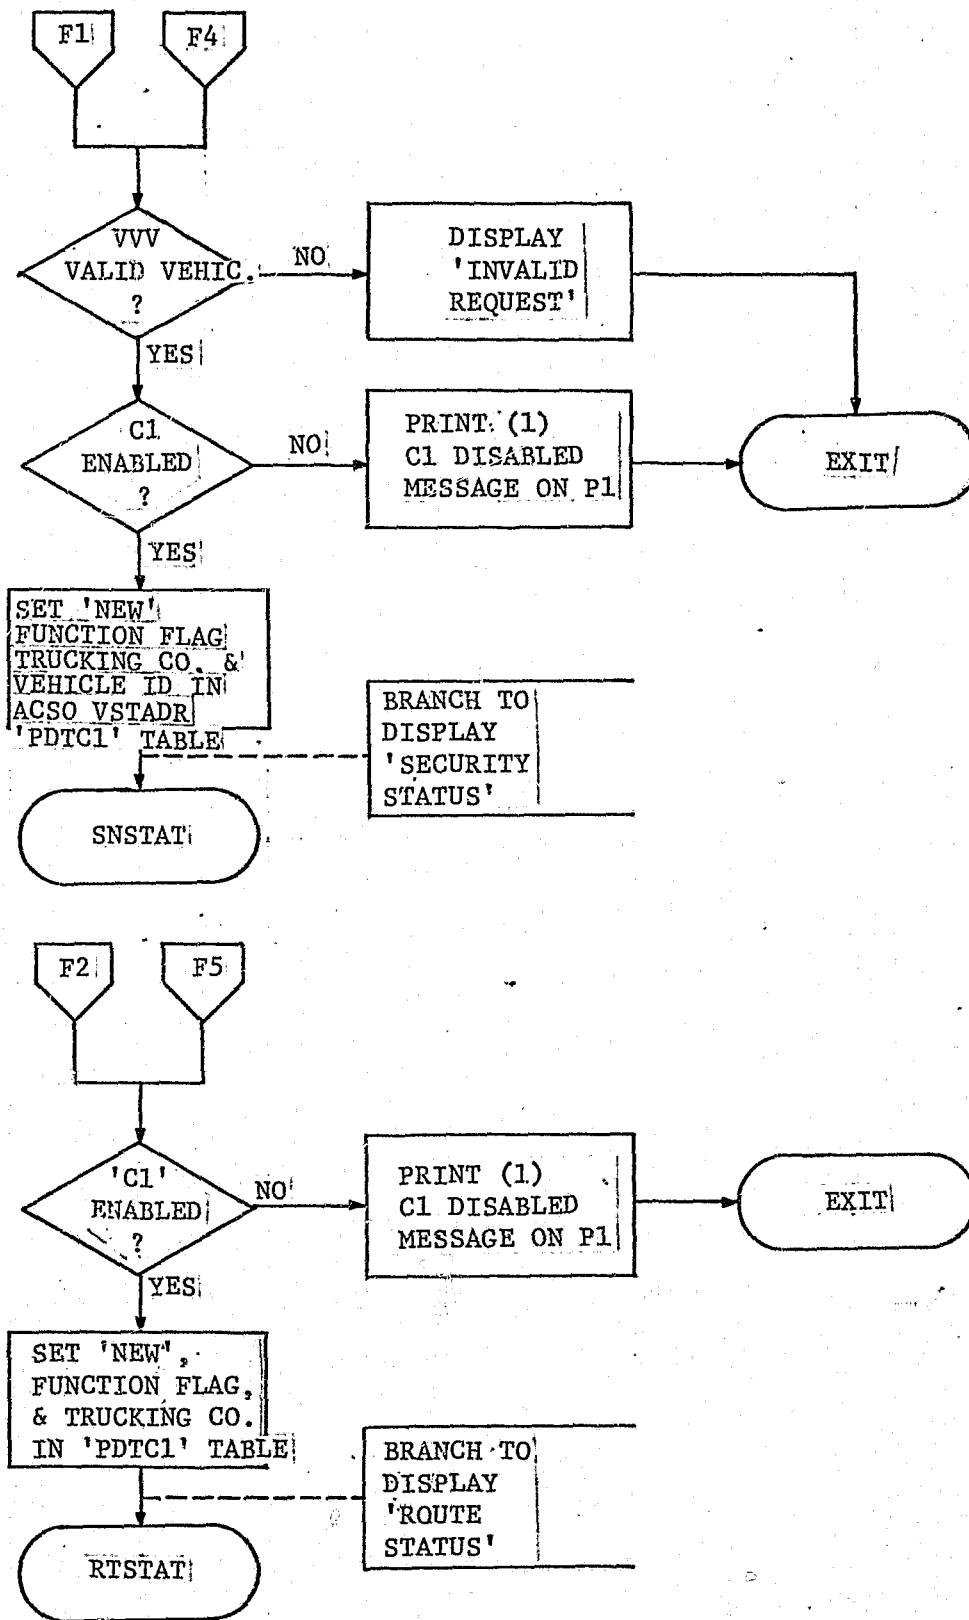 F1
F4
VVV
VALID VEHIC.
?
NO
DISPLAY
'INVALID
REQUEST'
YES
C1
ENABLED
?
NO
PRINT (1)
C1 DISABLED
MESSAGE ON P1
EXIT
YES
SET 'NEW'
FUNCTION FLAG
TRUCKING CO. &
VEHICLE ID IN
ACSO VSTADR
'PDTC1' TABLE
BRANCH TO
DISPLAY
'SECURITY
STATUS'
SNSTAT
F2
F5
'C1'
ENABLED
?
NO
PRINT (1)
C1 DISABLED
MESSAGE ON P1
EXIT
YES
SET 'NEW',
FUNCTION FLAG,
& TRUCKING CO.
IN 'PDTC1' TABLE
BRANCH TO
DISPLAY
'ROUTE
STATUS'
RTSTAT